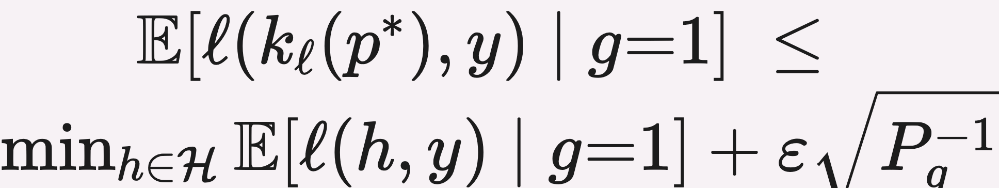 𝔼[ℓ(k_ℓ(p*), y) | g=1] ≤
min_{h∈ℋ} 𝔼[ℓ(h, y) | g=1] + ε√(P_g^{−1})